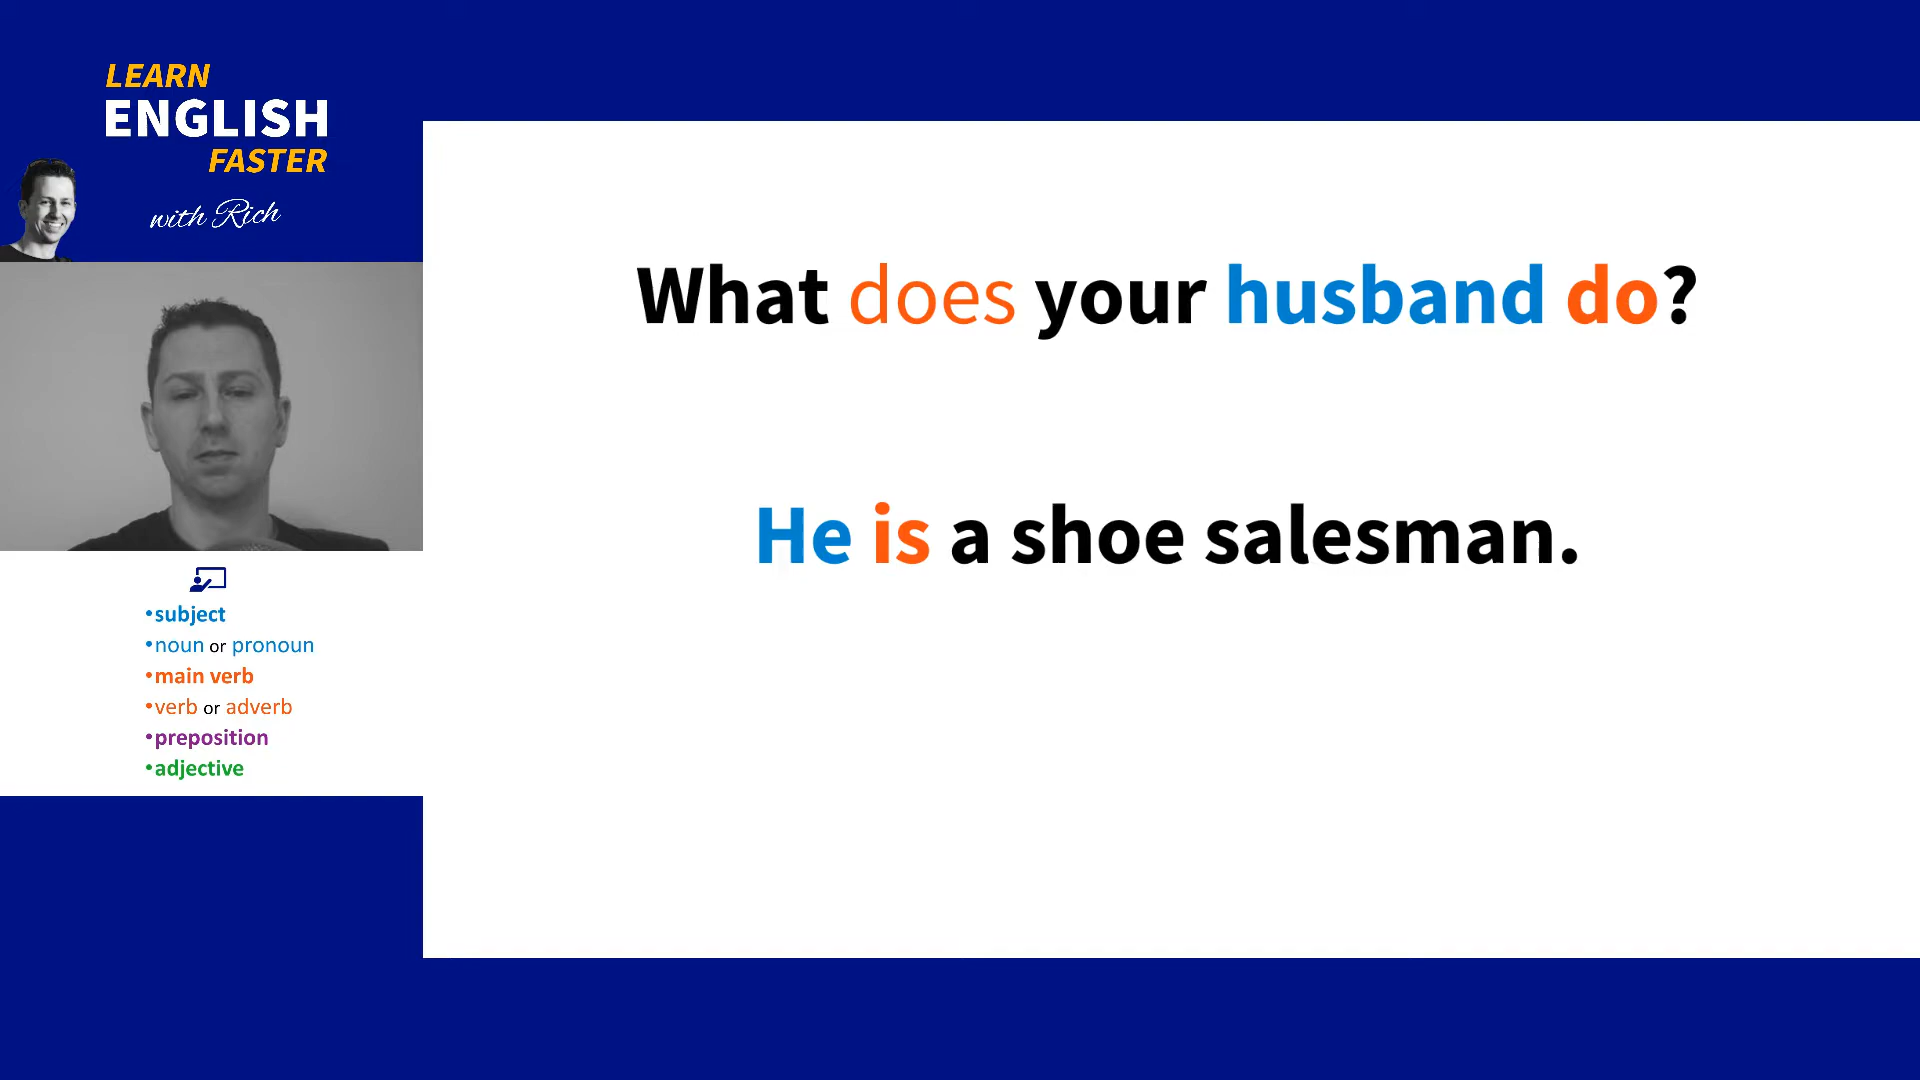 LEARN
ENGLISH
FASTER
with Rich
What does your husband do?
He is a shoe salesman.
•subject
•noun or pronoun
•main verb
•verb or adverb
•preposition
•adjective